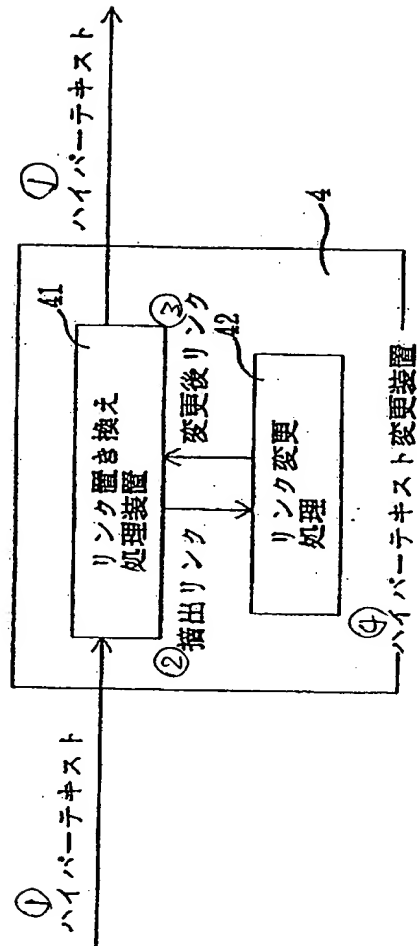 ① ハイパーテキスト
41
リンク置き換え
処理装置
② 摘出リンク
③ 変更後リンク
42
リンク変更
処理
④ ハイパーテキスト変更装置
4
① ハイパーテキスト